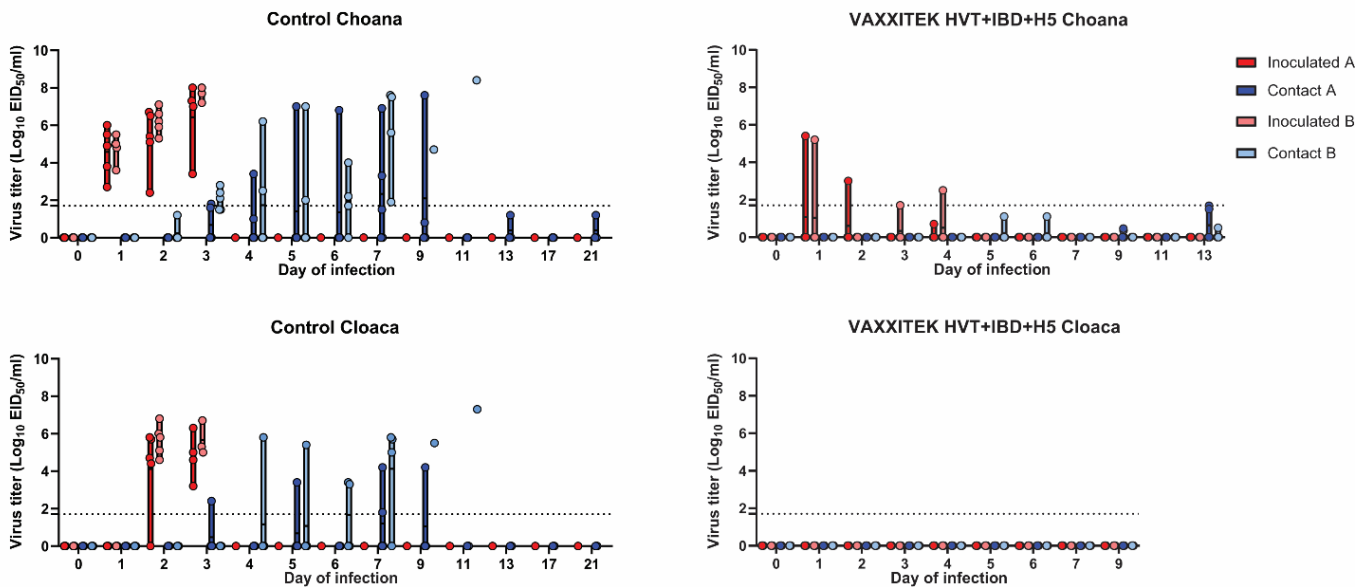 Control Choana
Virus titer (Log10 EID50/ml)
10
8
6
4
2
0
0 1 2 3 4 5 6 7 9 11 13 17 21
Day of infection
VAXXITEK HVT+IBD+H5 Choana
Virus titer (Log10 EID50/ml)
10
8
6
4
2
0
0 1 2 3 4 5 6 7 9 11 13
Day of infection
Inoculated A
Contact A
Inoculated B
Contact B
Control Cloaca
Virus titer (Log10 EID50/ml)
10
8
6
4
2
0
0 1 2 3 4 5 6 7 9 11 13 17 21
Day of infection
VAXXITEK HVT+IBD+H5 Cloaca
Virus titer (Log10 EID50/ml)
10
8
6
4
2
0
0 1 2 3 4 5 6 7 9
Day of infection